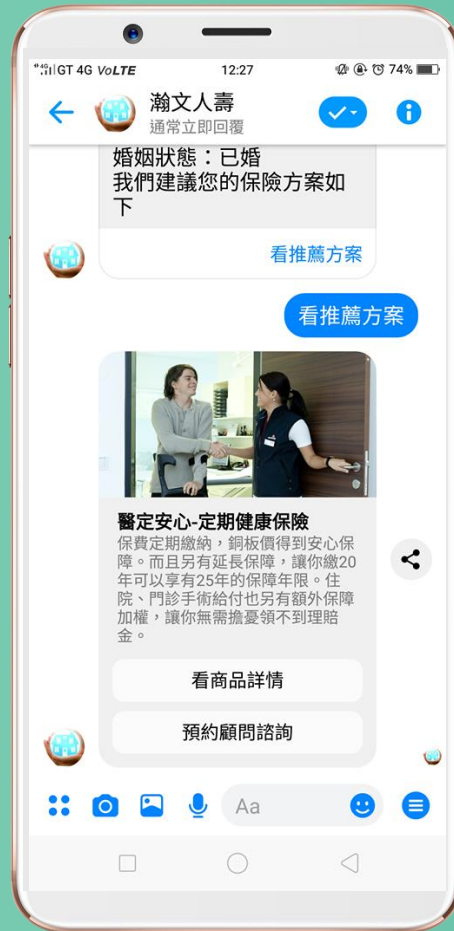 4G GT 4G VoLTE 12:27 74%
瀚文人壽
通常立即回覆
婚姻狀態：已婚
我們建議您的保險方案如
下
看推薦方案
看推薦方案
醫定安心-定期健康保險
保費定期繳納，銅板價得到安心保
障。而且另有延長保障，讓你繳20
年可以享有25年的保障年限。住
院、門診手術給付也另有額外保障
加權，讓你無需擔憂領不到理賠
金。
看商品詳情
預約顧問諮詢
Aa